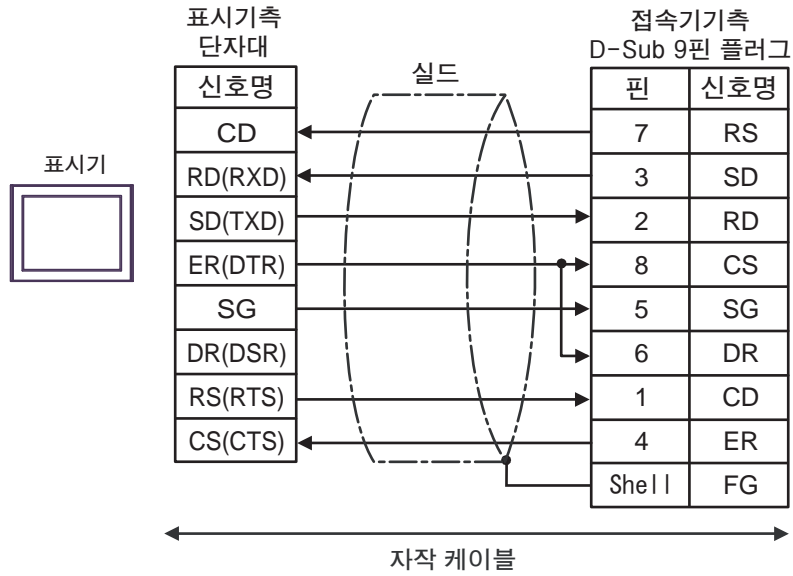 표시기측
단자대
접속기기측
D-Sub 9핀 플러그
실드
표시기
신호명
핀 신호명
CD 7 RS
RD(RXD) 3 SD
SD(TXD) 2 RD
ER(DTR) 8 CS
SG 5 SG
DR(DSR) 6 DR
RS(RTS) 1 CD
CS(CTS) 4 ER
Shell FG
자작 케이블